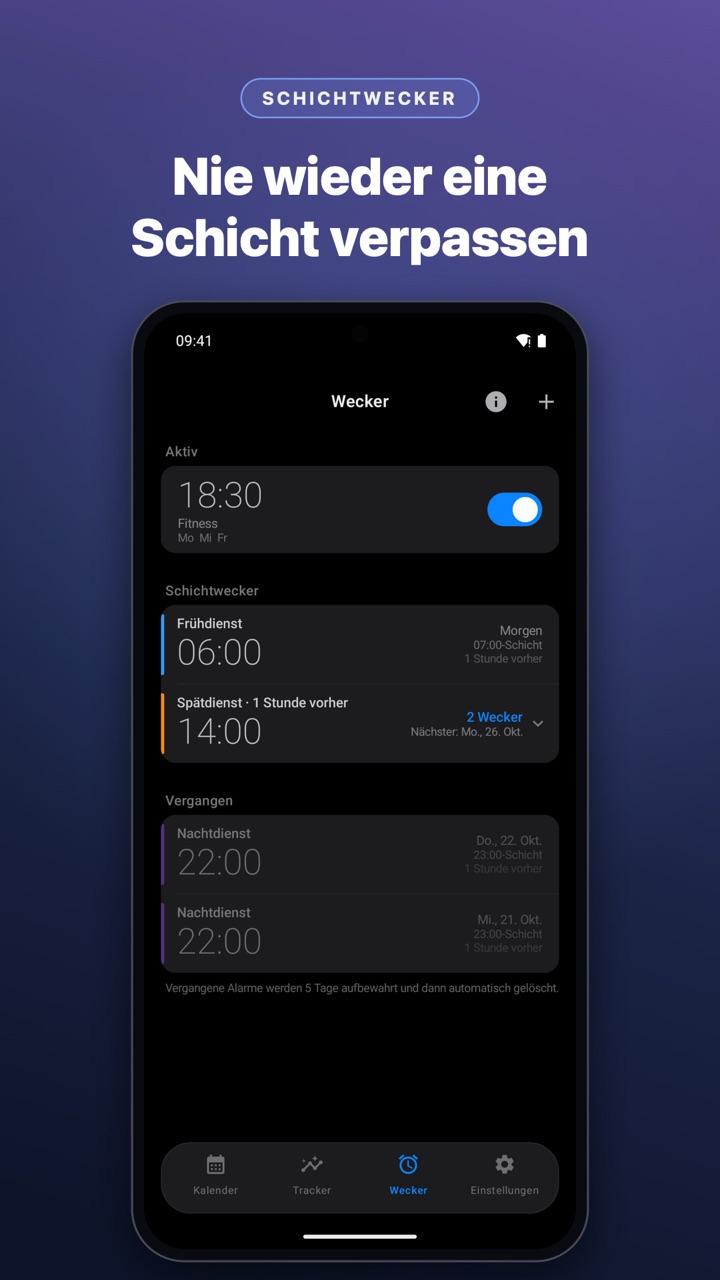 SCHICHTWECKER
Nie wieder eine
Schicht verpassen
09:41
Wecker
Aktiv
18:30
Fitness
Mo Mi Fr
Schichtwecker
Frühdienst
06:00
Morgen
07:00-Schicht
1 Stunde vorher
Spätdienst · 1 Stunde vorher
14:00
2 Wecker
Nächster: Mo., 26. Okt.
Vergangen
Nachtdienst
22:00
Do., 22. Okt.
23:00-Schicht
1 Stunde vorher
Nachtdienst
22:00
Mi., 21. Okt.
23:00-Schicht
1 Stunde vorher
Vergangene Alarme werden 5 Tage aufbewahrt und dann automatisch gelöscht.
Kalender
Tracker
Wecker
Einstellungen